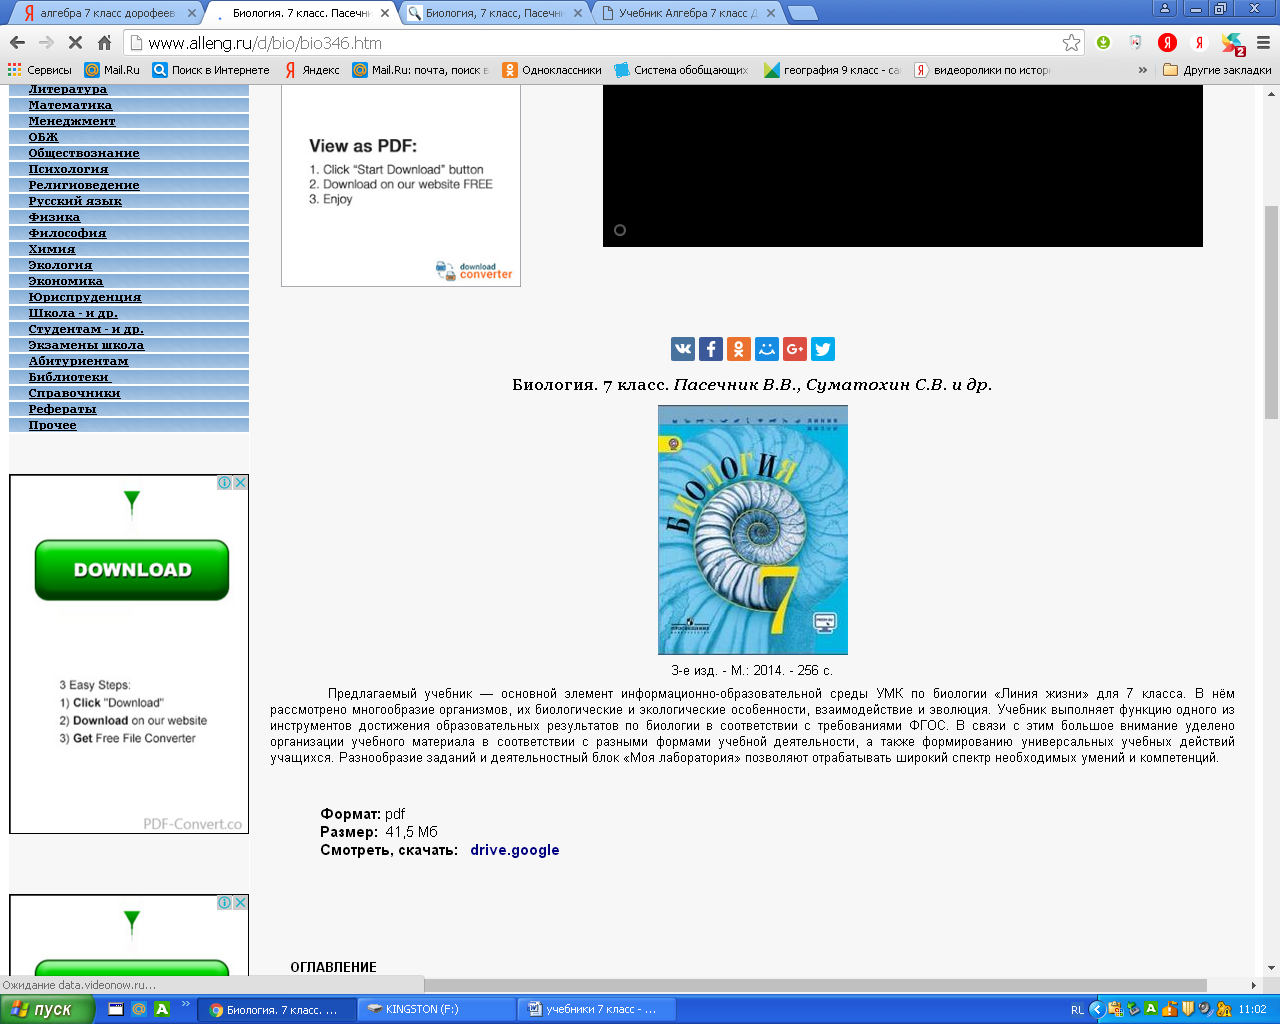 алгебра 7 класс дорофеев
Биология. 7 класс. Пасечни
Биология, 7 класс, Пасечн
Учебник Алгебра 7 класс Д
www.alleng.ru/d/bio/bio346.htm
2
Сервисы
Mail.Ru
Поиск в Интернете
Яндекс
Mail.Ru: почта, поиск в
Одноклассники
Система обобщающих
география 9 класс - са
видеоролики по истор
Другие закладки
Литература
Математика
Менеджмент
ОБЖ
Обществознание
Психология
Религиоведение
Русский язык
Физика
Философия
Химия
Экология
Экономика
Юриспруденция
Школа - и др.
Студентам - и др.
Экзамены школа
Абитуриентам
Библиотеки
Справочники
Рефераты
Прочее
View as PDF:
1. Click "Start Download" button
2. Download on our website FREE
3. Enjoy
download
converter
Биология. 7 класс. Пасечник В.В., Суматохин С.В. и др.
БИОЛОГИЯ
7
3-е изд. - М.: 2014. - 256 с.
Предлагаемый учебник — основной элемент информационно-образовательной среды УМК по биологии «Линия жизни» для 7 класса. В нём
рассмотрено многообразие организмов, их биологические и экологические особенности, взаимодействие и эволюция. Учебник выполняет функцию одного из
инструментов достижения образовательных результатов по биологии в соответствии с требованиями ФГОС. В связи с этим большое внимание уделено
организации учебного материала в соответствии с разными формами учебной деятельности, а также формированию универсальных учебных действий
учащихся. Разнообразие заданий и деятельностный блок «Моя лаборатория» позволяют отрабатывать широкий спектр необходимых умений и компетенций.
Формат: pdf
Размер: 41,5 Мб
Смотреть, скачать: drive.google
ОГЛАВЛЕНИЕ
DOWNLOAD
3 Easy Steps:
1) Click "Download"
2) Download on our website
3) Get Free File Converter
PDF-Convert.co
Ожидание data.videonow.ru...
пуск
Биология. 7 класс. ...
KINGSTON (F:)
учебники 7 класс - ...
RL
11:02